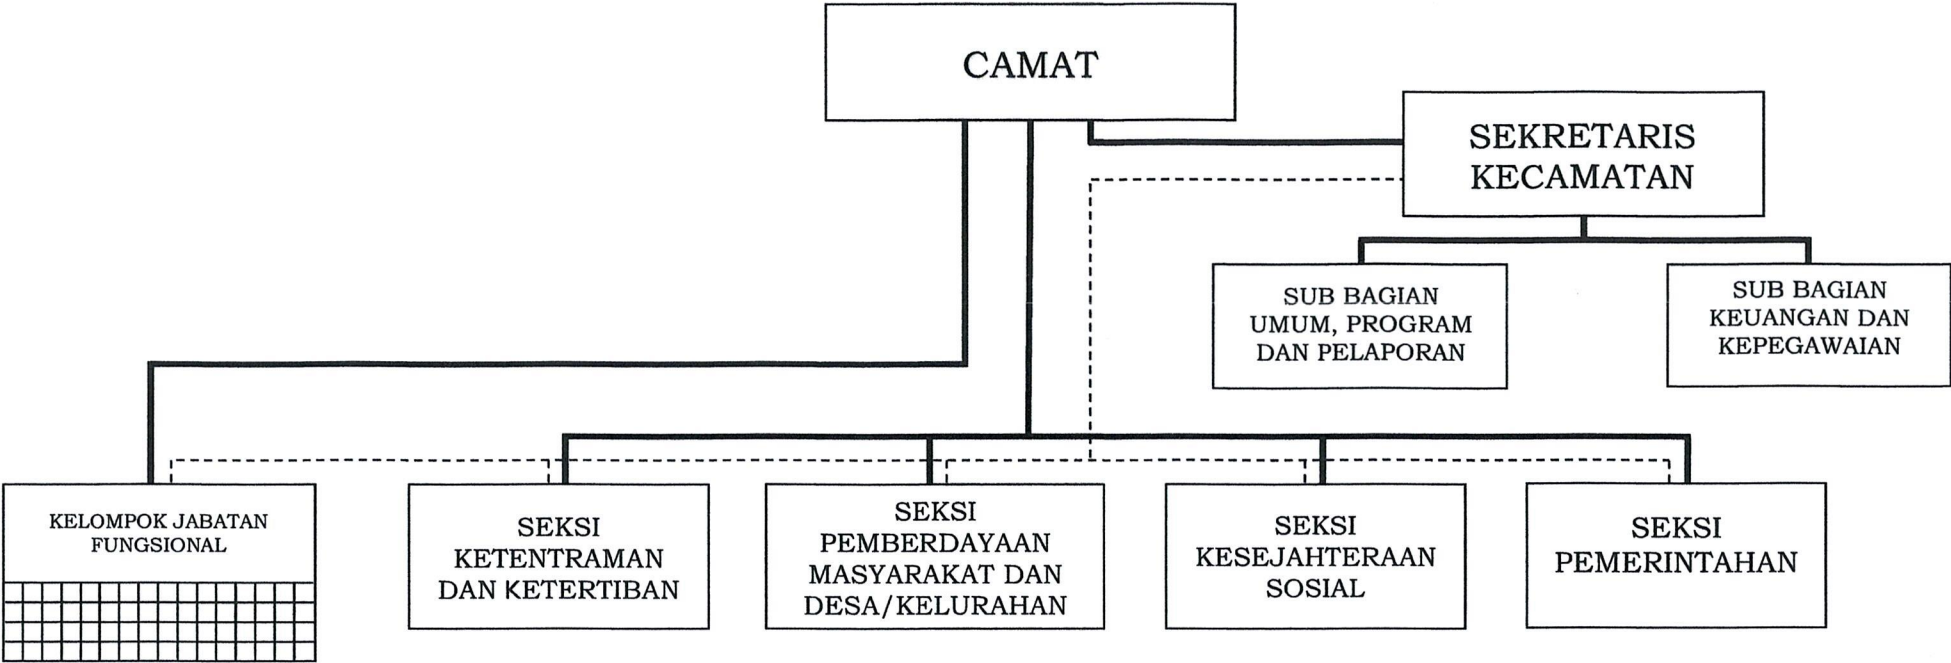 CAMAT
SEKRETARIS
KECAMATAN
SUB BAGIAN
UMUM, PROGRAM
DAN PELAPORAN
SUB BAGIAN
KEUANGAN DAN
KEPEGAWAIAN
KELOMPOK JABATAN
FUNGSIONAL
SEKSI
KETENTRAMAN
DAN KETERTIBAN
SEKSI
PEMBERDAYAAN
MASYARAKAT DAN
DESA/KELURAHAN
SEKSI
KESEJAHTERAAN
SOSIAL
SEKSI
PEMERINTAHAN